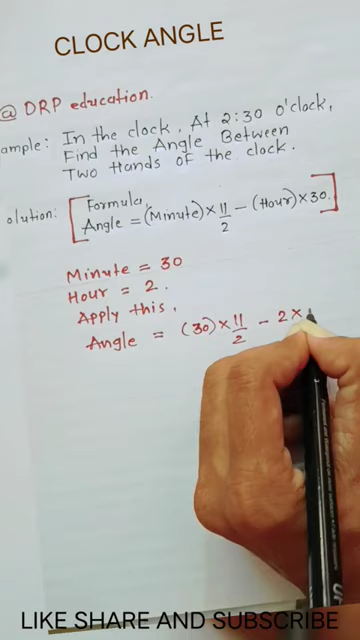 CLOCK ANGLE
@ DRP education.
ample: In the clock, At 2:30 O'clock,
Find the Angle Between
Two Hands of the clock.
olution: [Formula,
Angle = (Minute) × 11/2 − (Hour) × 30.]
Minute = 30
Hour = 2.
Apply this,
Angle = (30) × 11/2 − 2 ×
LIKE SHARE AND SUBSCRIBE